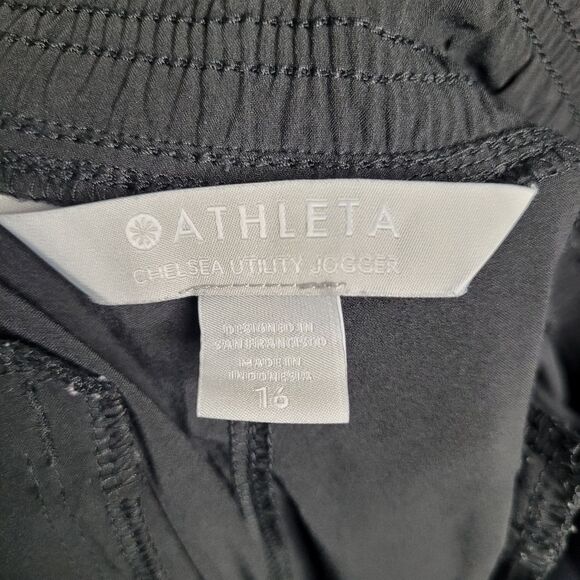 ATHLETA
CHELSEA UTILITY JOGGER
DESIGNED IN
SAN FRANCISCO
MADE IN
INDONESIA
16